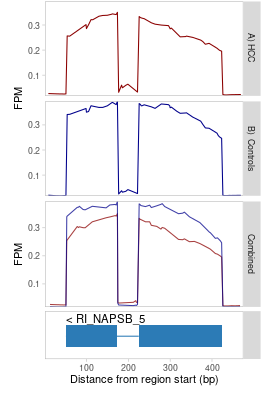 0.3
0.2
0.1
A) HCC
FPM
0.3
0.2
0.1
B) Controls
0.3
0.2
0.1
Combined
FPM
< RI_NAPSB_5
100 200 300 400
Distance from region start (bp)